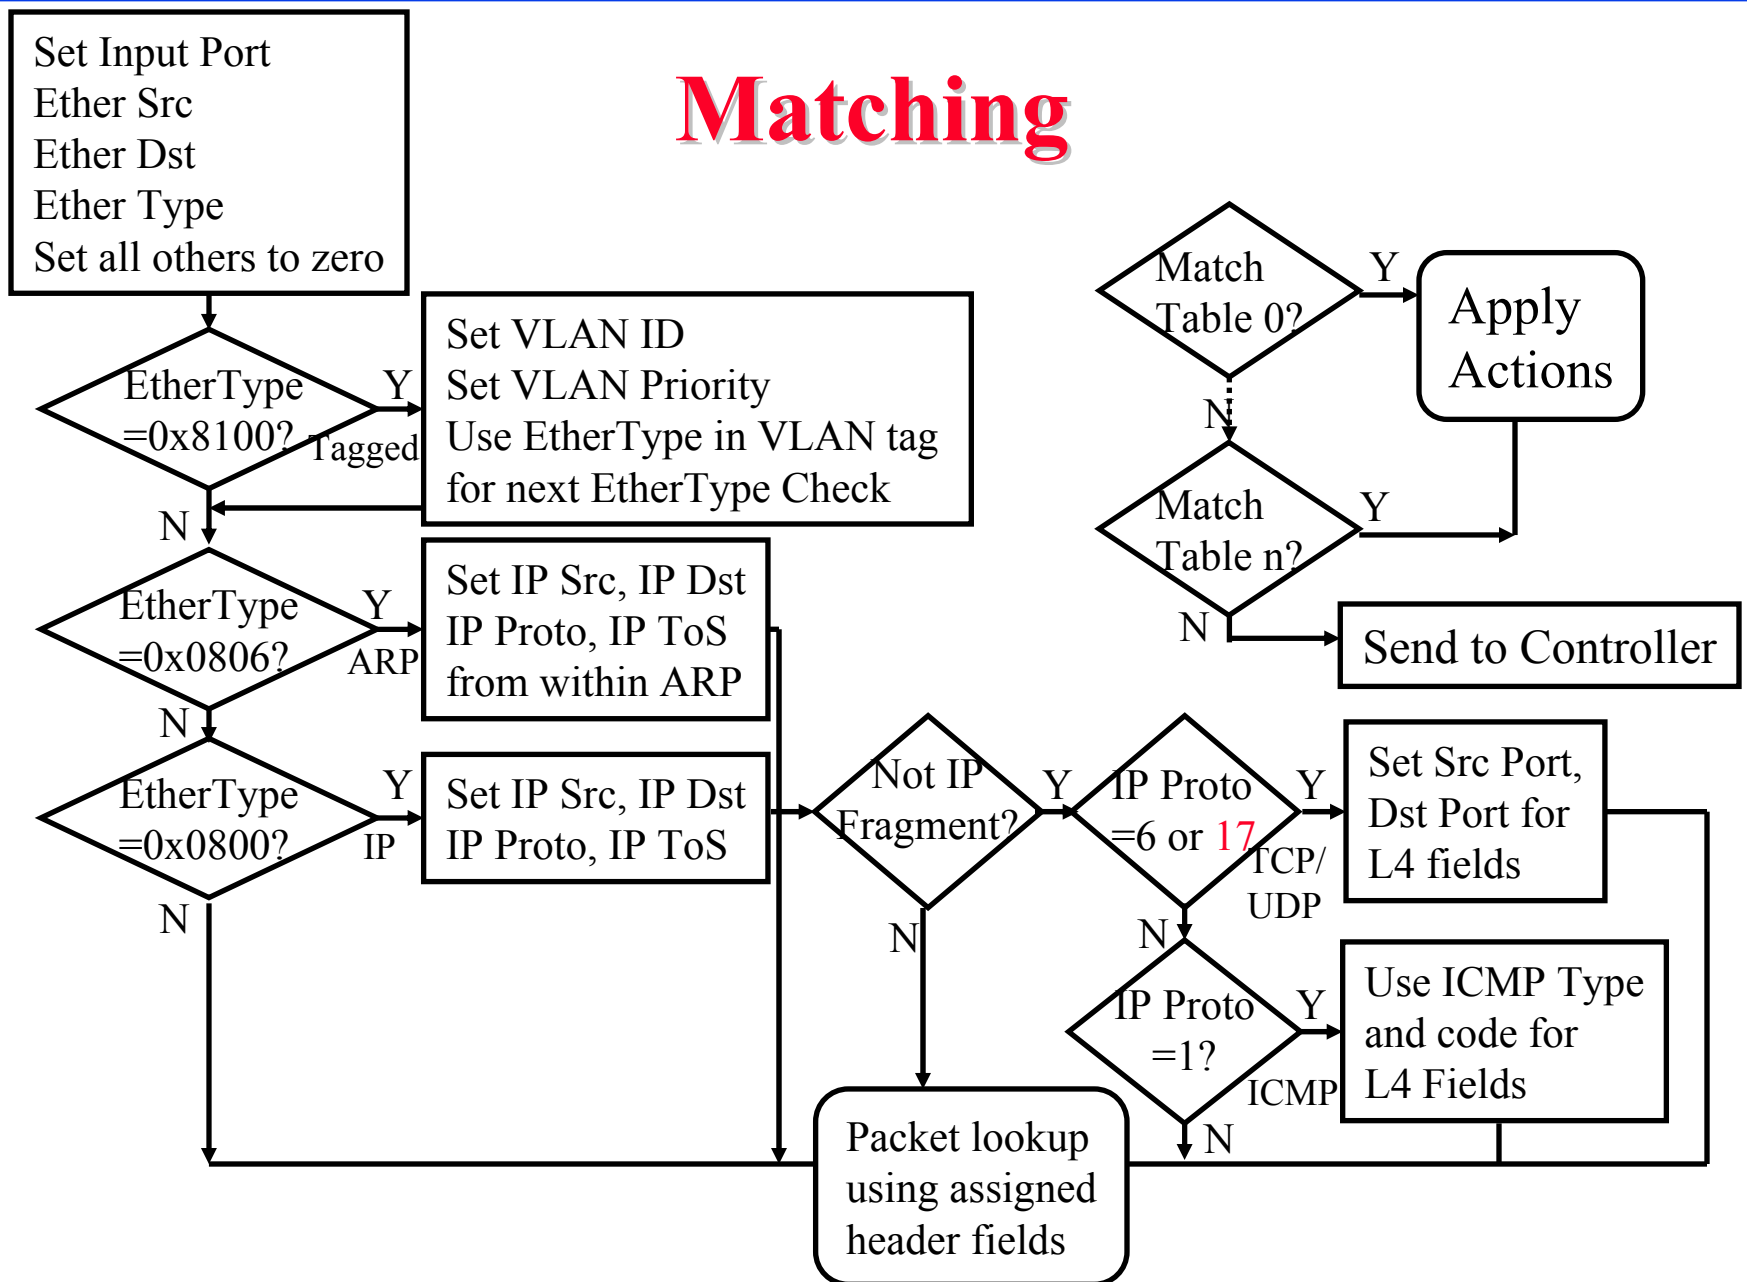 Matching
Set Input Port
Ether Src
Ether Dst
Ether Type
Set all others to zero
EtherType
=0x8100?
Y
Tagged
N
Set VLAN ID
Set VLAN Priority
Use EtherType in VLAN tag
for next EtherType Check
EtherType
=0x0806?
Y
ARP
N
Set IP Src, IP Dst
IP Proto, IP ToS
from within ARP
EtherType
=0x0800?
Y
IP
N
Set IP Src, IP Dst
IP Proto, IP ToS
Not IP
Fragment?
Y
N
IP Proto
=6 or 17
Y
TCP/
UDP
N
Set Src Port,
Dst Port for
L4 fields
IP Proto
=1?
Y
ICMP
N
Use ICMP Type
and code for
L4 Fields
Packet lookup
using assigned
header fields
Match
Table 0?
Y
N
Apply
Actions
Match
Table n?
Y
N
Send to Controller